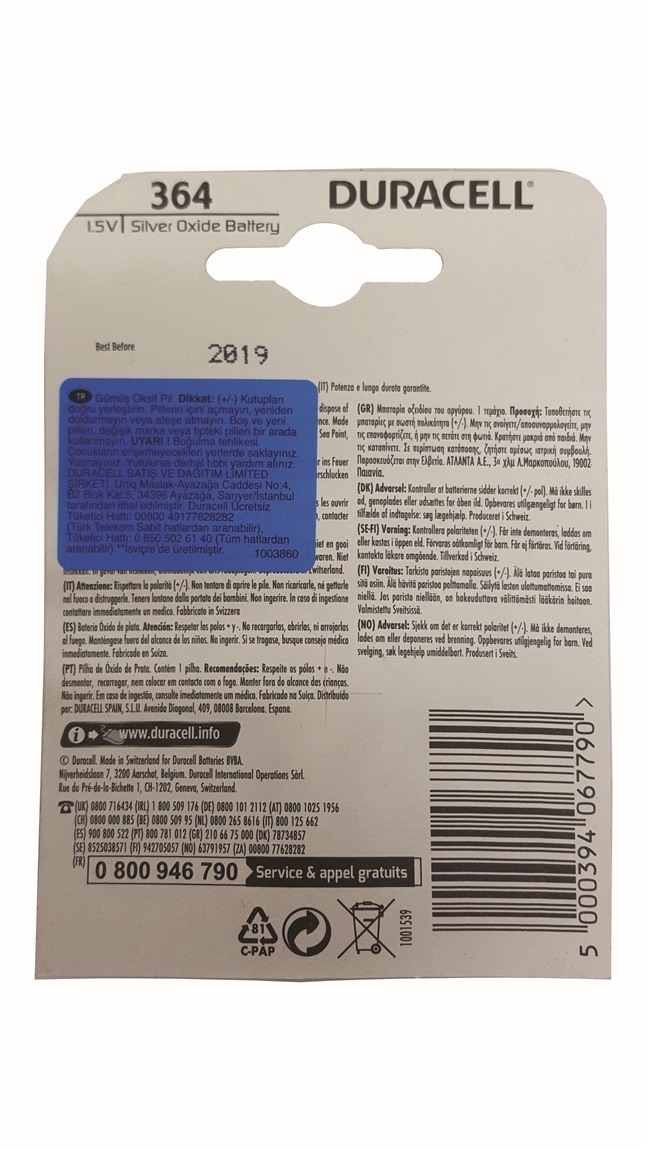 364
DURACELL®
1.5V | Silver Oxide Battery
Best Before
2019
(IT) Potenza e lunga durata garantite.
TR Gümüş Oksit Pil. Dikkat: (+/-) Kutupları
doğru yerleştirin. Pillerin içini açmayın, yeniden
doldurmayın veya ateşe atmayın. Boş ve yeni
pilleri, değişik marka veya tipteki pilleri bir arada
kullanmayın. UYARI ! Boğulma tehlikesi.
Çocukların erişemeyecekleri yerlerde saklayınız.
Yutmayınız. Yutulursa derhal tıbbi yardım alınız.
DURACELL SATIŞ VE DAĞITIM LİMİTED
ŞİRKETİ. Uniq Maslak-Ayazağa Caddesi No:4,
B2 Blok Kat:5, 34396 Ayazağa, Sarıyer/İstanbul
tarafından ithal edilmiştir. Duracell Ücretsiz
Tüketici Hattı: 00800 49177628282
(Türk Telekom Sabit hatlardan aranabilir),
Tüketici Hattı: 0 850 502 61 40 (Tüm hatlardan
aranabilir).**İsviçre'de üretilmiştir. 1003860
dispose of
ence. Made
Sea Point,
ins Feuer
erschlucken
les ouvrir
, contacter
niet en gooi
waren. Niet
Zwitserland.
(IT) Attenzione: Rispettare la polarità (+/-). Non tentare di aprire le pile. Non ricaricarle, né gettarle
nel fuoco o distruggerle. Tenere lontano dalla portata dei bambini. Non ingerire. In caso di ingestione
contattare immediatamente un medico. Fabbricato in Svizzera
(ES) Batería Óxido de plata. Atención: Respetar los polos + y -. No recargarlas, abrirlas, ni arrojarlas
al fuego. Manténgase fuera del alcance de los niños. No ingerir. Si se tragase, busque consejo médico
inmediatamente. Fabricado en Suiza.
(PT) Pilha de Óxido de Prata. Contém 1 pilha. Recomendações: Respeite os pólos + e -. Não
desmontar, recarregar, nem colocar em contacto com o fogo. Manter fora do alcance das crianças.
Não ingerir. Em caso de ingestão, consulte imediatamente um médico. Fabricado na Suiça. Distribuido
por: DURACELL SPAIN, S.L.U. Avenida Diagonal, 409, 08008 Barcelona. Espana.
(GR) Μπαταρία οξειδίου του αργύρου. 1 τεμάχιο. Προσοχή: Τοποθετήστε τις
μπαταρίες με σωστή πολικότητα (+/-). Μην τις ανοίγετε/αποσυναρμολογείτε, μην
τις επαναφορτίζετε, ή μην τις πετάτε στη φωτιά. Κρατήστε μακριά από παιδιά. Μην
τις καταπίνετε. Σε περίπτωση κατάποσης, ζητήστε αμέσως ιατρική συμβουλή.
Παρασκευάζεται στην Ελβετία. ΑΤΛΑΝΤΑ Α.Ε., 3ο χλμ Λ.Μαρκοπούλου, 19002-
Παιανία.
(DK) Advarsel: Kontroller at batterierne sidder korrekt (+/- pol). Må ikke skilles
ad, genoplades eller udsættes for åben ild. Opbevares utilgængeligt for børn. I i
tilfælde af indtagelse: søg lægehjælp. Produceret i Schweiz.
(SE-FI) Varning: Kontrollera polariteten (+/-). Får inte demonteras, laddas om
eller kastas i öppen eld. Förvaras oåtkomligt för barn. Får ej förtäras. Vid förtäring,
kontakta läkare omgående. Tillverkad i Schweiz.
(FI) Varoitus: Tarkista paristojen napaisuus (+/-). Älä lataa paristoa tai pura
sitä osiin. Älä hävitä paristoa polttamalla. Säilytä lasten ulottumattomissa. Ei saa
niellä. Jos paristo niellään, on hakeuduttava välittömästi lääkärin hoitoon.
Valmistettu Sveitsissä.
(NO) Advarsel: Sjekk om det er korrekt polaritet (+/-). Må ikke demonteres,
lades om eller deponeres ved brenning. Oppbevares utilgjengelig for barn. Ved
svelging, søk legehjelp umiddelbart. Produsert i Sveits.
i www.duracell.info
© Duracell. Made in Switzerland for Duracell Batteries BVBA.
Nijverheidslaan 7, 3200 Aarschot, Belgium. Duracell International Operations Sàrl.
Rue du Pré-de-la-Bichette 1, CH-1202, Geneva, Switzerland.
(UK) 0800 716434 (IRL) 1 800 509 176 (DE) 0800 101 2112 (AT) 0800 1025 1956
(CH) 0800 000 885 (BE) 0800 509 95 (NL) 0800 265 8616 (IT) 800 125 662
(ES) 900 800 522 (PT) 800 781 012 (GR) 210 66 75 000 (DK) 78734857
(SE) 8525038571 (FI) 942705057 (NO) 63791957 (ZA) 00800 77628282
(FR) 0 800 946 790 Service & appel gratuits
81
C-PAP
1001539
5 000394 067790 >